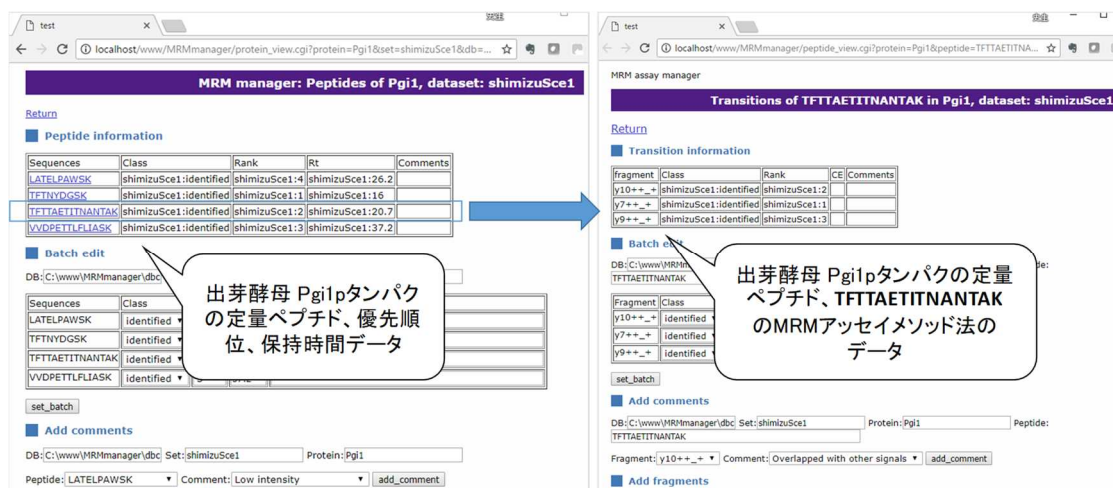 test
localhost/www/MRMmanager/protein_view.cgi?protein=Pgi1&set=shimizuSce1&db=...
MRM manager: Peptides of Pgi1, dataset: shimizuSce1
Return
Peptide information
Sequences Class Rank Rt Comments
LATELPAWSK shimizuSce1:identified shimizuSce1:4 shimizuSce1:26.2
TFTNYDGSK shimizuSce1:identified shimizuSce1:1 shimizuSce1:16
TFTTAETITNANTAK shimizuSce1:identified shimizuSce1:2 shimizuSce1:20.7
VVDPETTLFLIASK shimizuSce1:identified shimizuSce1:3 shimizuSce1:37.2
Batch edit
DB: C:\www\MRMmanager\dbc
Sequences Class
LATELPAWSK identified
TFTNYDGSK identified
TFTTAETITNANTAK identified
VVDPETTLFLIASK identified
出芽酵母 Pgi1pタンパク
の定量ペプチド、優先順
位、保持時間データ
set_batch
Add comments
DB: C:\www\MRMmanager\dbc Set: shimizuSce1 Protein: Pgi1
Peptide: LATELPAWSK Comment: Low intensity add_comment
test
localhost/www/MRMmanager/peptide_view.cgi?protein=Pgi1&peptide=TFTTAETITNA...
MRM assay manager
Transitions of TFTTAETITNANTAK in Pgi1, dataset: shimizuSce1
Return
Transition information
fragment Class Rank CE Comments
y10++_+ shimizuSce1:identified shimizuSce1:2
y7++_+ shimizuSce1:identified shimizuSce1:1
y9++_+ shimizuSce1:identified shimizuSce1:3
Batch edit
DB: C:\www\MRMm
TFTTAETITNANTAK
Fragment Class
y10++_+ identified
y7++_+ identified
y9++_+ identified
出芽酵母 Pgi1pタンパクの定量
ペプチド、TFTTAETITNANTAK
のMRMアッセイメソッド法の
データ
set_batch
Add comments
DB: C:\www\MRMmanager\dbc Set: shimizuSce1 Protein: Pgi1 Peptide:
TFTTAETITNANTAK
Fragment: y10++_+ Comment: Overlapped with other signals add_comment
Add fragments